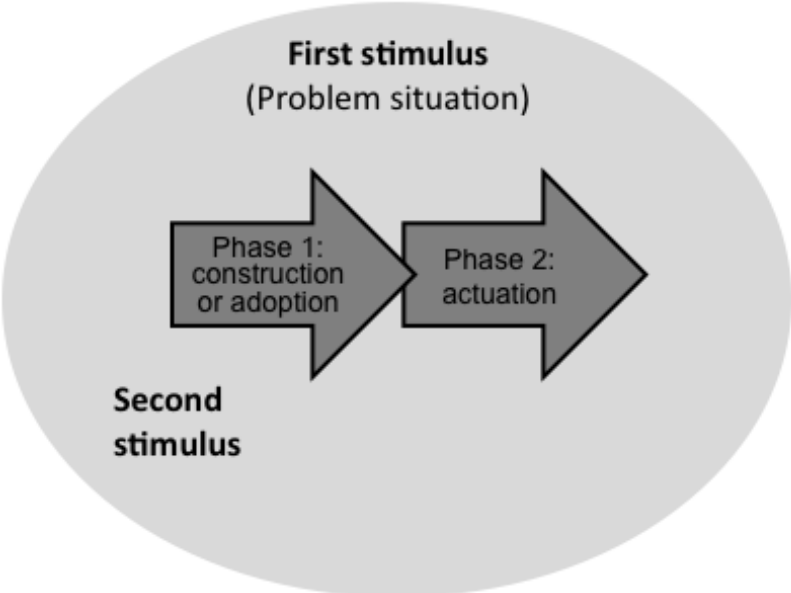 First stimulus
(Problem situation)
Phase 1:
construction
or adoption
Phase 2:
actuation
Second
stimulus